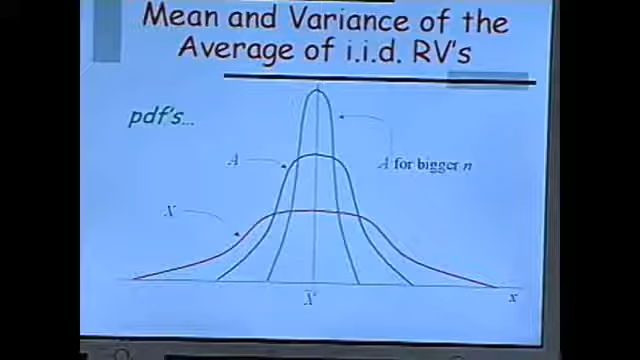 Mean and Variance of the
Average of i.i.d. RV's
pdf's...
A
A for bigger n
X
X̄
x